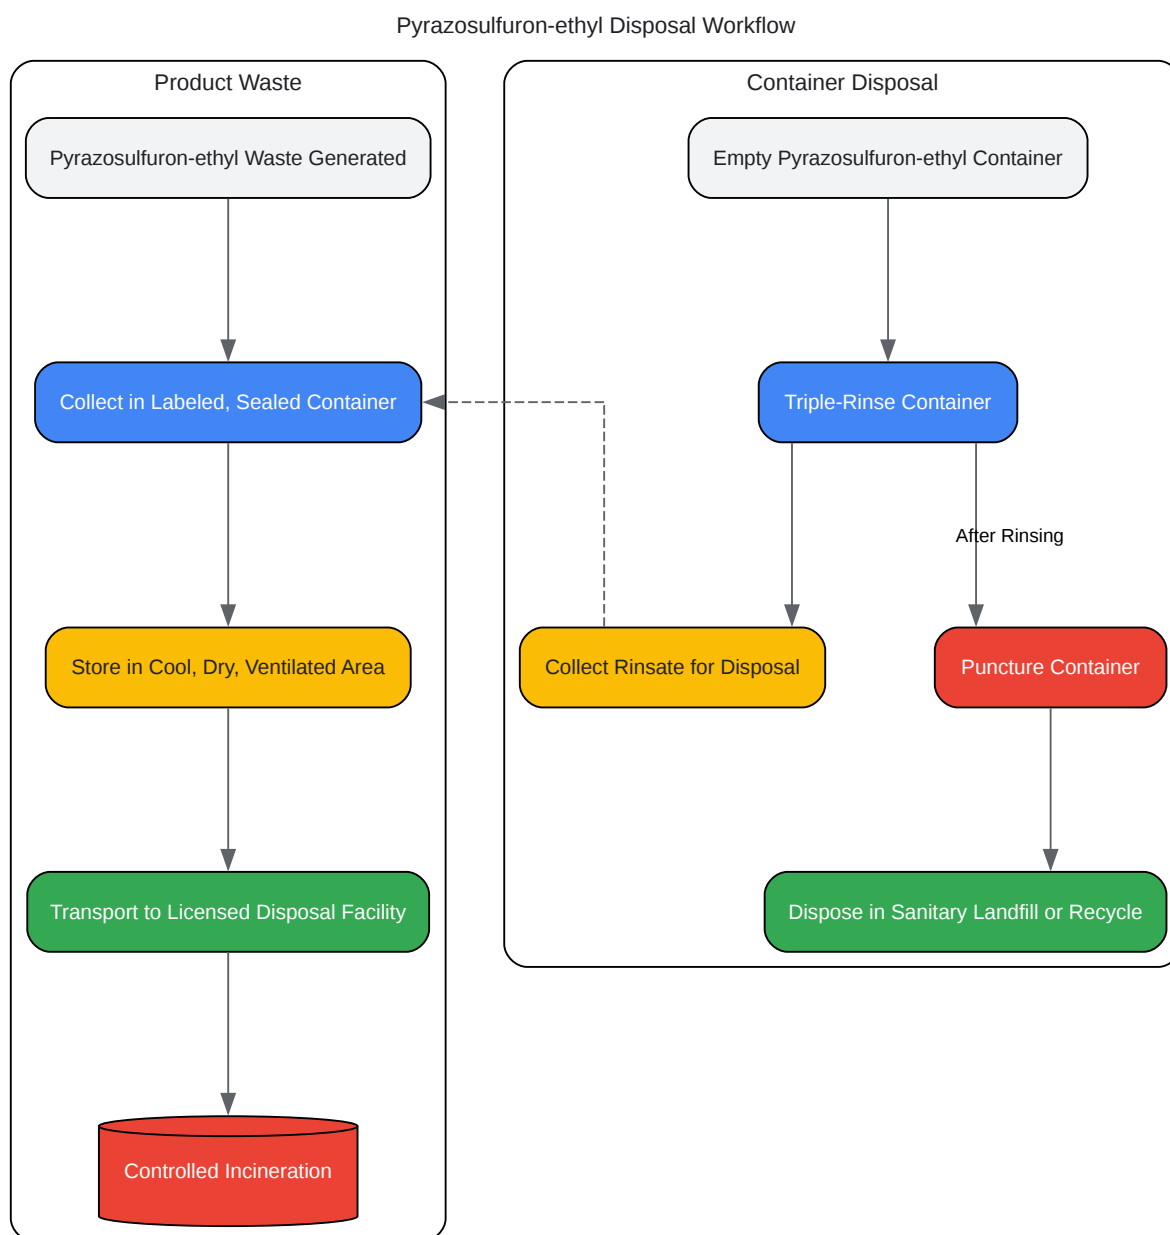 Pyrazosulfuron-ethyl Disposal Workflow
Product Waste
Pyrazosulfuron-ethyl Waste Generated
Collect in Labeled, Sealed Container
Store in Cool, Dry, Ventilated Area
Transport to Licensed Disposal Facility
Controlled Incineration
Container Disposal
Empty Pyrazosulfuron-ethyl Container
Triple-Rinse Container
After Rinsing
Collect Rinsate for Disposal
Puncture Container
Dispose in Sanitary Landfill or Recycle